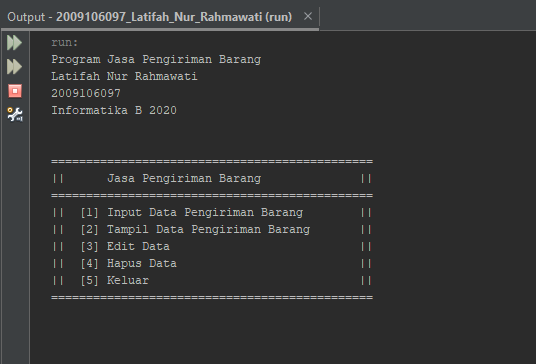 Output - 2009106097_Latifah_Nur_Rahmawati (run) ×
run:
Program Jasa Pengiriman Barang
Latifah Nur Rahmawati
2009106097
Informatika B 2020
==============================================
||      Jasa Pengiriman Barang              ||
==============================================
||  [1] Input Data Pengiriman Barang        ||
||  [2] Tampil Data Pengiriman Barang       ||
||  [3] Edit Data                           ||
||  [4] Hapus Data                          ||
||  [5] Keluar                              ||
==============================================